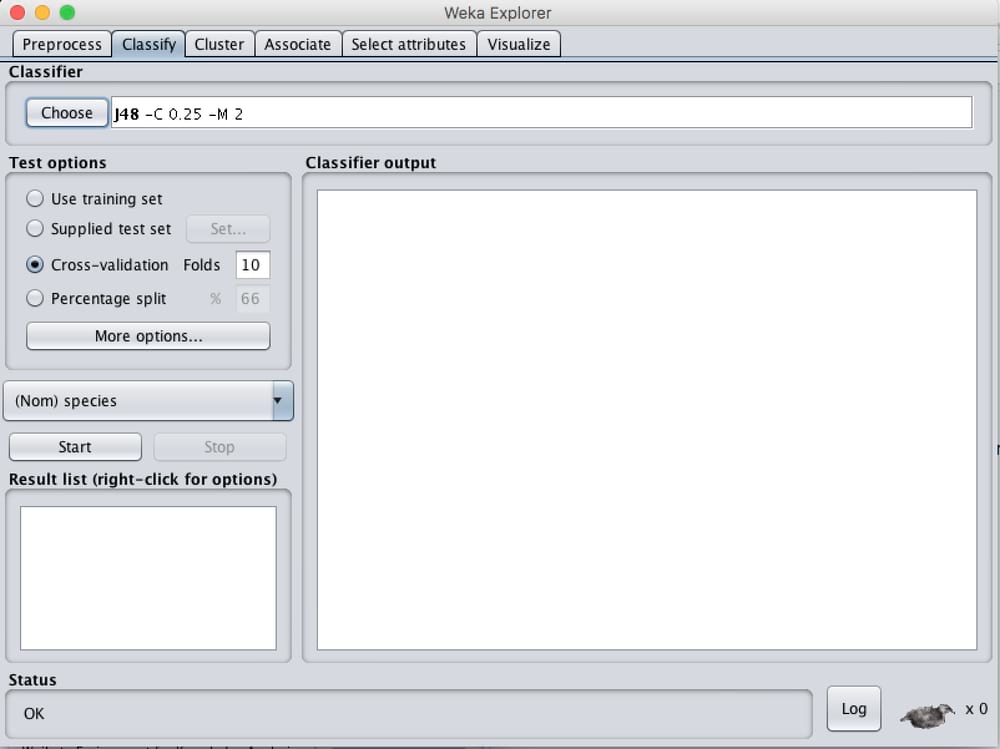 Weka Explorer
Preprocess Classify Cluster Associate Select attributes Visualize
Classifier
Choose J48 -C 0.25 -M 2
Test options
Use training set
Supplied test set Set...
Cross-validation Folds 10
Percentage split % 66
More options...
(Nom) species
Start Stop
Result list (right-click for options)
Classifier output
Status
OK
Log x 0